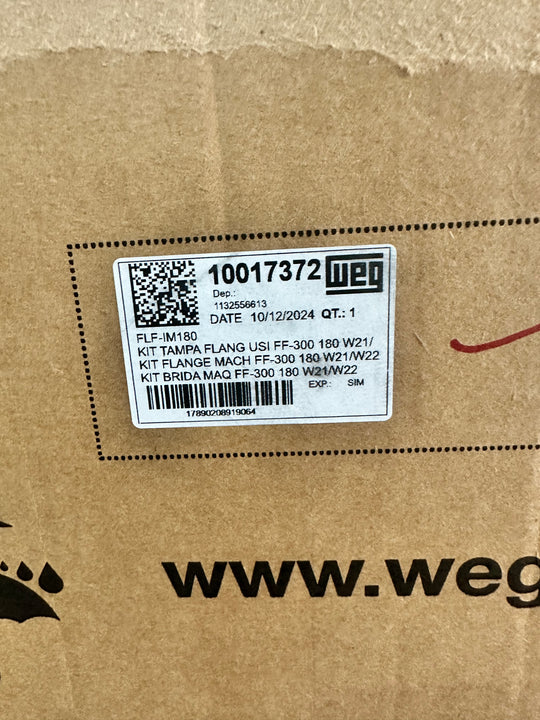 10017372 weg
Dep.:
1132556613
DATE 10/12/2024 QT.: 1
FLF-IM180
KIT TAMPA FLANG USI FF-300 180 W21/
KIT FLANGE MACH FF-300 180 W21/W22
KIT BRIDA MAQ FF-300 180 W21/W22
EXP.: SIM
17890208919064
www.weg